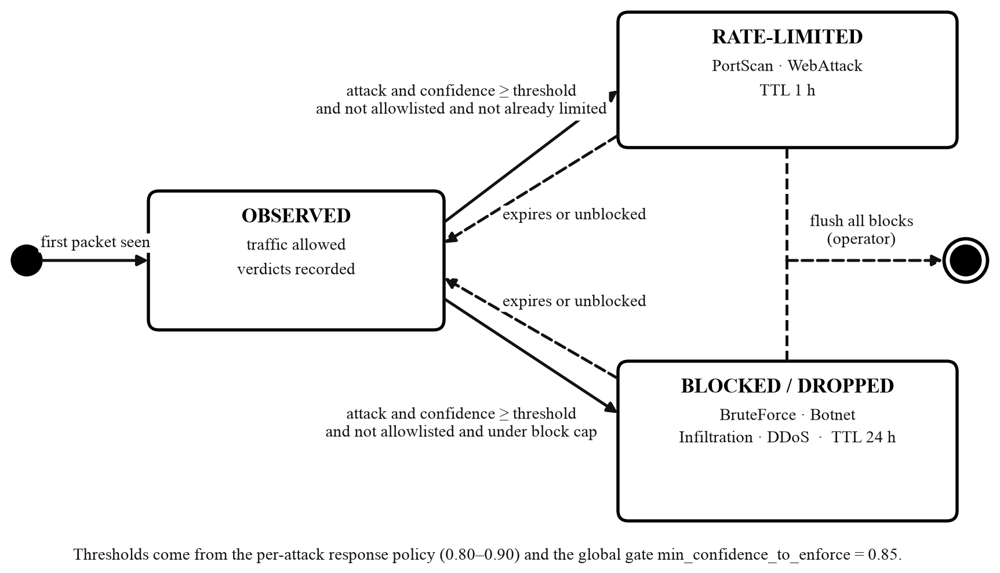 RATE-LIMITED
PortScan · WebAttack
TTL 1 h
attack and confidence ≥ threshold
and not allowlisted and not already limited
expires or unblocked
OBSERVED
traffic allowed
verdicts recorded
first packet seen
flush all blocks
(operator)
expires or unblocked
BLOCKED / DROPPED
BruteForce · Botnet
Infiltration · DDoS · TTL 24 h
attack and confidence ≥ threshold
and not allowlisted and under block cap
Thresholds come from the per-attack response policy (0.80–0.90) and the global gate min_confidence_to_enforce = 0.85.